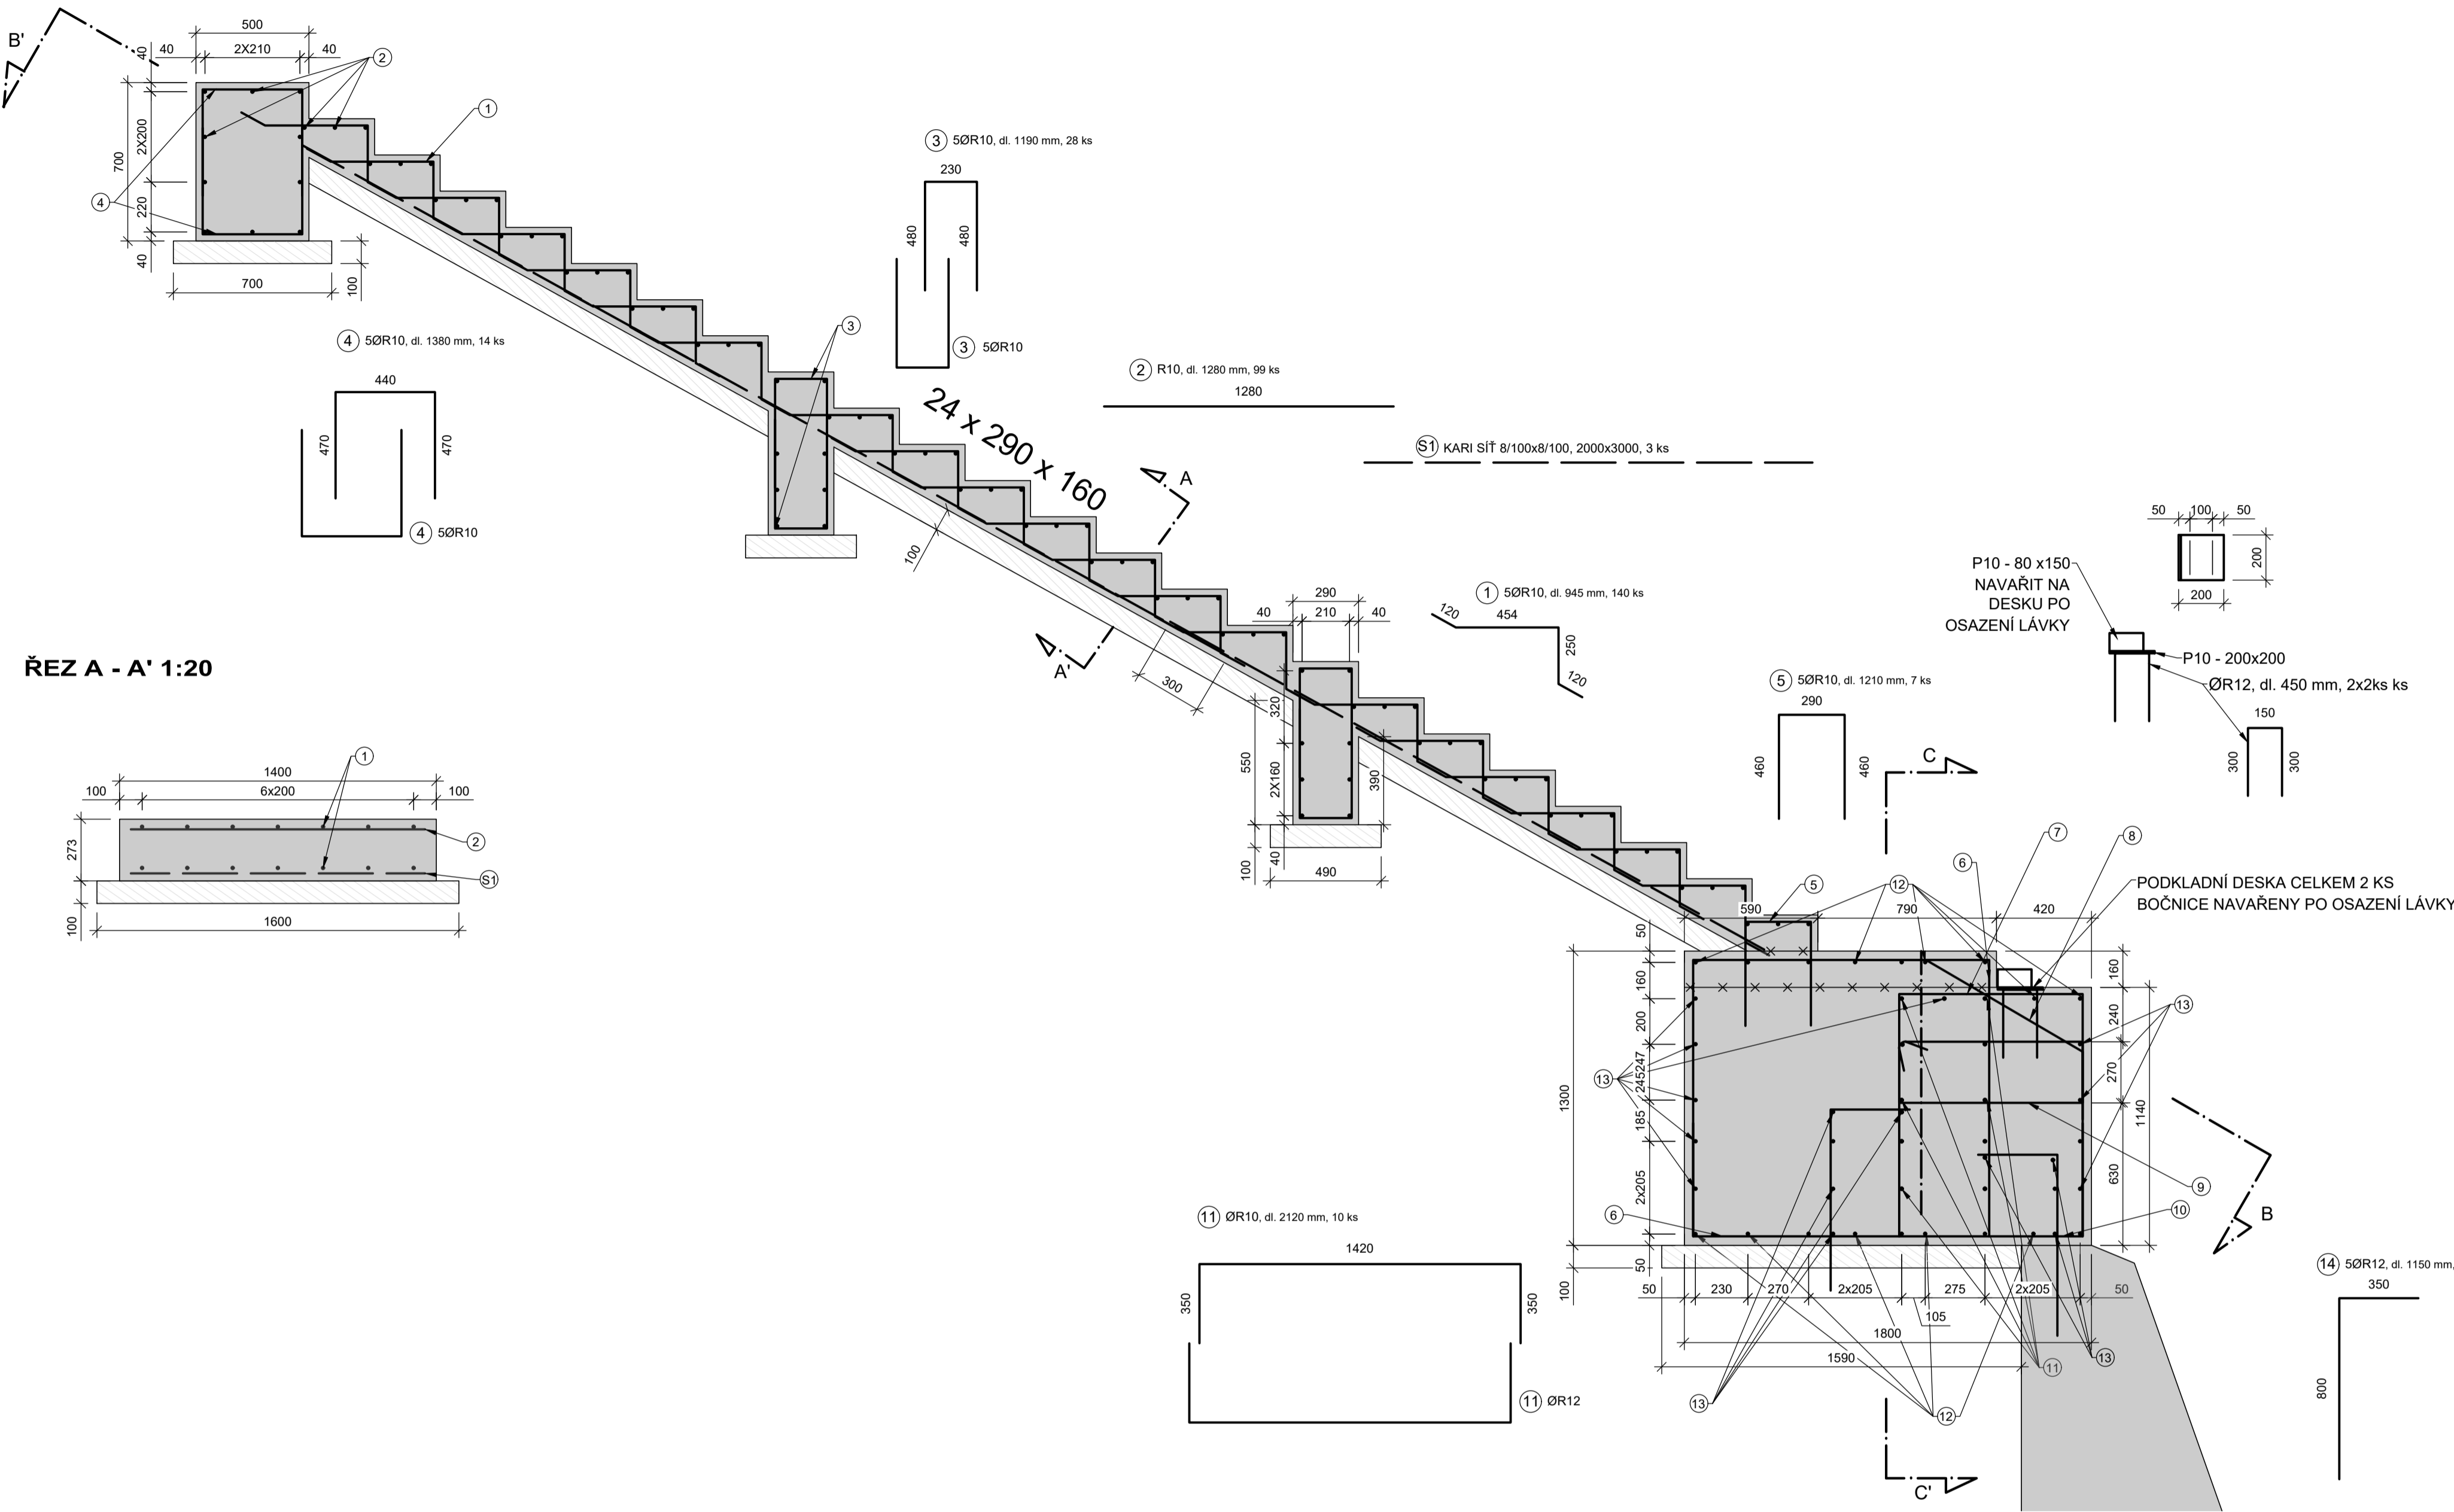 B'
500
40
2X210
40
40
2
700
2X200
220
40
4
1
700
100
3 5ØR10, dl. 1190 mm, 28 ks
230
480
480
3 5ØR10
3
4 5ØR10, dl. 1380 mm, 14 ks
440
470
470
4 5ØR10
2 R10, dl. 1280 mm, 99 ks
1280
S1 KARI SÍŤ 8/100x8/100, 2000x3000, 3 ks
24 x 290 x 160
A
100
A'
300
290
40
210
40
320
550
2X160
390
40
100
490
1 5ØR10, dl. 945 mm, 140 ks
120
454
250
120
50
100
50
200
200
P10 - 80 x150
NAVAŘIT NA
DESKU PO
OSAZENÍ LÁVKY
P10 - 200x200
ØR12, dl. 450 mm, 2x2ks ks
150
300
300
5 5ØR10, dl. 1210 mm, 7 ks
290
460
460
ŘEZ A - A' 1:20
1
1400
100
6x200
100
273
2
S1
100
1600
C
7
8
6
5
12
PODKLADNÍ DESKA CELKEM 2 KS
BOČNICE NAVAŘENY PO OSAZENÍ LÁVKY
590
790
420
50
160
200
247
245
185
2x205
50
1300
100
13
6
160
240
270
630
1140
13
9
10
B
50
230
270
2x205
105
275
2x205
50
1800
1590
11
13
13
12
C'
11 ØR10, dl. 2120 mm, 10 ks
1420
350
350
11 ØR12
14 5ØR12, dl. 1150 mm,
350
800